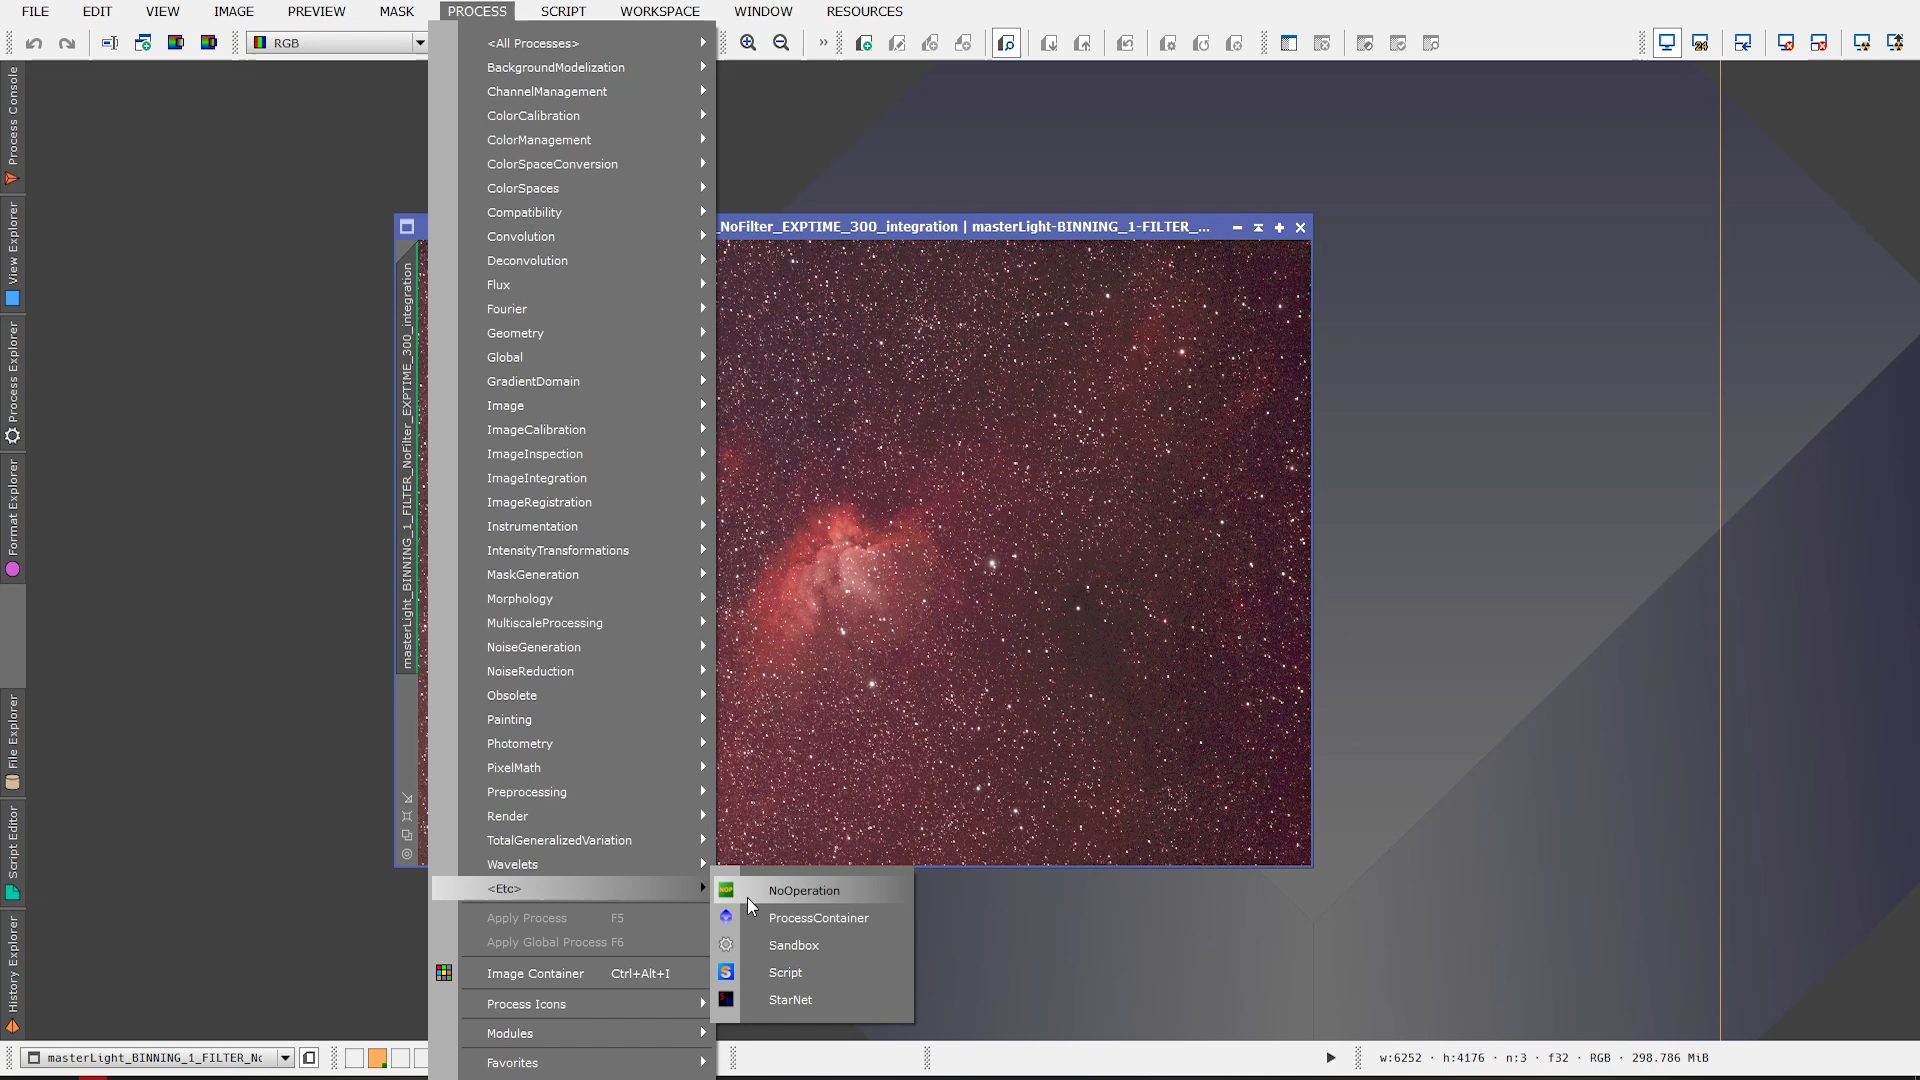 FILE EDIT VIEW IMAGE PREVIEW MASK PROCESS SCRIPT WORKSPACE WINDOW RESOURCES
RGB
<All Processes>
BackgroundModelization
ChannelManagement
ColorCalibration
ColorManagement
ColorSpaceConversion
ColorSpaces
Compatibility
Convolution
Deconvolution
Flux
Fourier
Geometry
Global
GradientDomain
Image
ImageCalibration
ImageInspection
ImageIntegration
ImageRegistration
Instrumentation
IntensityTransformations
MaskGeneration
Morphology
MultiscaleProcessing
NoiseGeneration
NoiseReduction
Obsolete
Painting
Photometry
PixelMath
Preprocessing
Render
TotalGeneralizedVariation
Wavelets
<Etc>
Apply Process F5
Apply Global Process F6
Image Container Ctrl+Alt+I
Process Icons
Modules
Favorites
NoOperation
ProcessContainer
Sandbox
Script
StarNet
_NoFilter_EXPTIME_300_integration | masterLight-BINNING_1-FILTER_...
masterLight_BINNING_1_FILTER_NoFilter_EXPTIME_300_integration
Process Console
View Explorer
Process Explorer
Format Explorer
File Explorer
Script Editor
History Explorer
masterLight_BINNING_1_FILTER_Nc
w:6252 · h:4176 · n:3 · f32 · RGB · 298.786 MiB